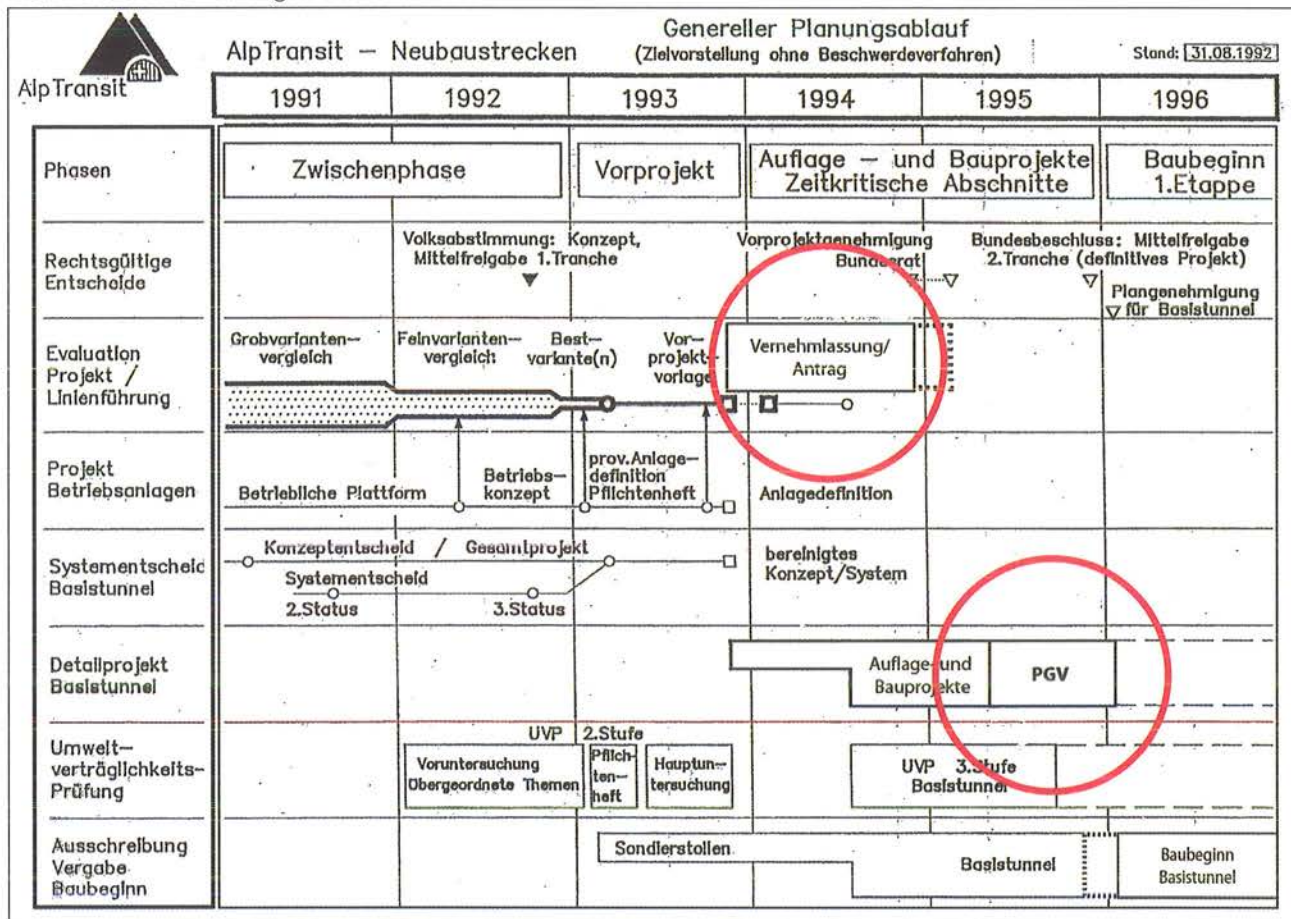 AlpTransit
AlpTransit — Neubaustrecken
Genereller Planungsablauf
(Zielvorstellung ohne Beschwerdeverfahren)
Stand: 31.08.1992
1991 1992 1993 1994 1995 1996
Phasen
Zwischenphase
Vorprojekt
Auflage — und Bauprojekte
Zeitkritische Abschnitte
Baubeginn
1.Etappe
Rechtsgültige
Entscheide
Volksabstimmung: Konzept,
Mittelfreigabe 1.Tranche
Vorprojektgenehmigung
Bundesrat
Bundesbeschluss: Mittelfreigabe
2.Tranche (definitives Projekt)
Plangenehmigung
für Basistunnel
Evaluation
Projekt /
Linienführung
Grobvarianten—
vergleich
Feinvarianten—
vergleich
Best—
variante(n)
Vor—
projekt—
vorlage
Vernehmlassung/
Antrag
Projekt
Betriebsanlagen
Betriebliche Plattform
Betriebs—
konzept
prov.Anlage—
definition
Pflichtenheft
Anlagedefinition
Systementscheid
Basistunnel
Konzeptentscheid / Gesamtprojekt
Systementscheid
2.Status
3.Status
bereinigtes
Konzept/System
Detailprojekt
Basistunnel
Auflage- und
Bauprojekte
PGV
Umwelt—
verträglichkeits—
Prüfung
UVP 2.Stufe
Voruntersuchung
Übergeordnete Themen
Pflich—
ten—
heft
Hauptun—
tersuchung
UVP 3.Stufe
Basistunnel
Ausschreibung
Vergabe
Baubeginn
Sondierstollen
Basistunnel
Baubeginn
Basistunnel